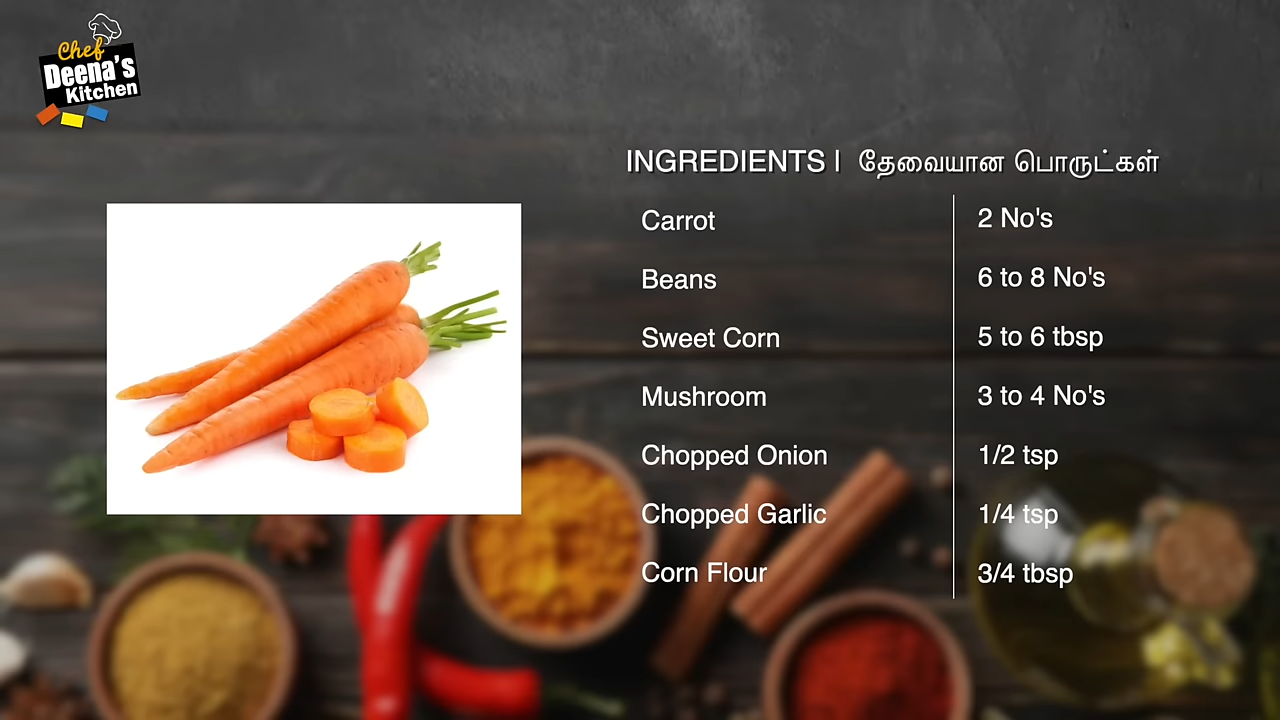 Chef
Deena's
Kitchen
INGREDIENTS | தேவையான பொருட்கள்
Carrot 2 No's
Beans 6 to 8 No's
Sweet Corn 5 to 6 tbsp
Mushroom 3 to 4 No's
Chopped Onion 1/2 tsp
Chopped Garlic 1/4 tsp
Corn Flour 3/4 tbsp